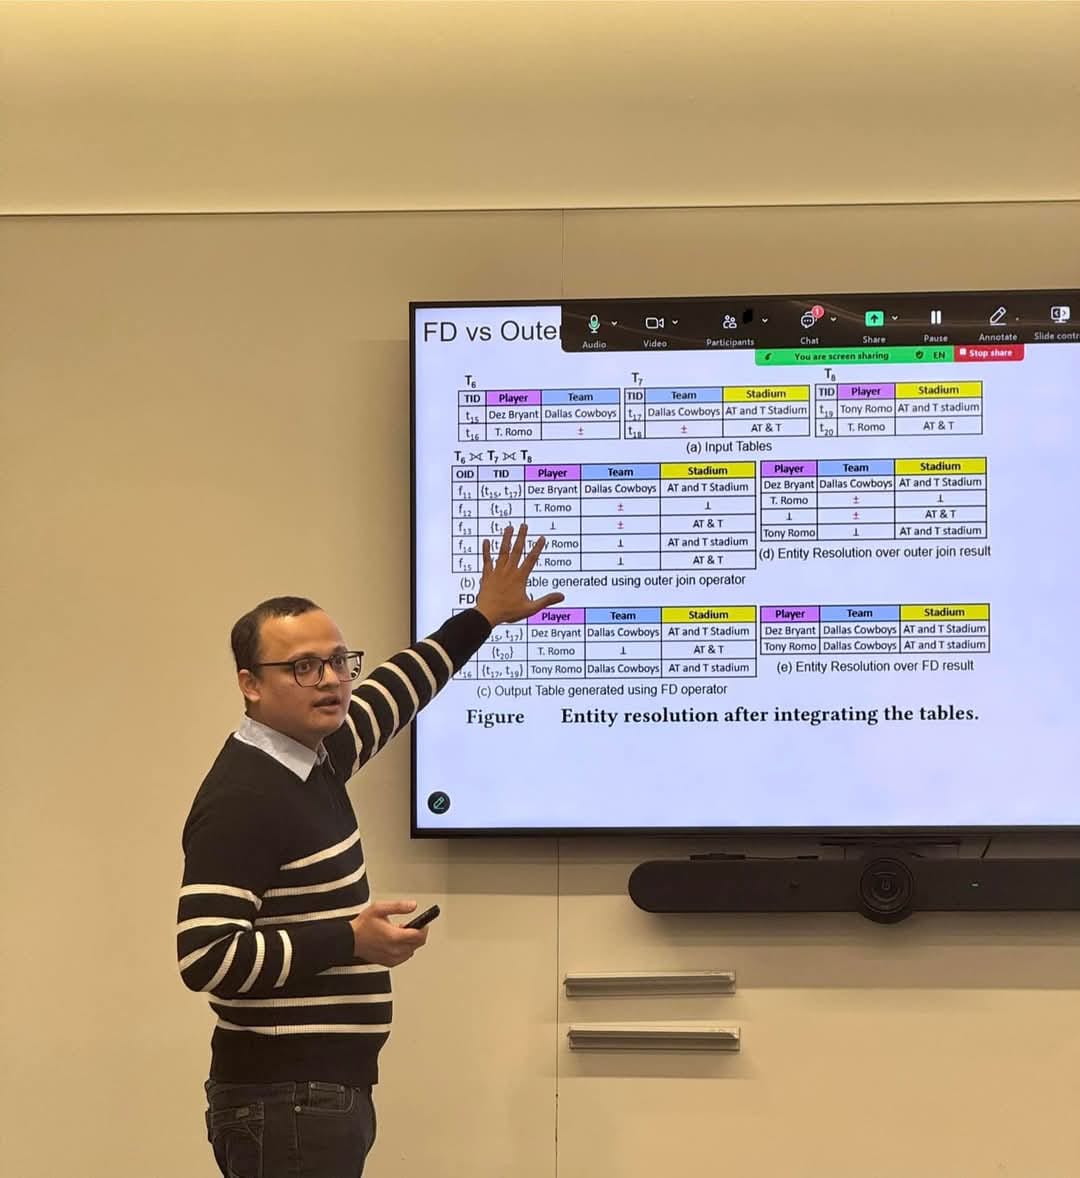 FD vs Oute
Audio Video Participants Chat 1 Share Pause Annotate Slide
You are screen sharing EN Stop share
T6 T7 T8
TID Player Team TID Team Stadium TID Player Stadium
t15 Dez Bryant Dallas Cowboys t17 Dallas Cowboys AT and T Stadium t19 Tony Romo AT and T stadium
t16 T. Romo ± t18 ± AT & T t20 T. Romo AT & T
(a) Input Tables
T6 ⟗ T7 ⟗ T8
OID TID Player Team Stadium
f11 {t15, t17} Dez Bryant Dallas Cowboys AT and T Stadium
f12 {t16} T. Romo ± ⊥
f13 ⊥ ± AT & T
f14 Romo ⊥ AT and T stadium
f15 Romo ⊥ AT & T
(b) generated using outer join operator
Player Team Stadium
Dez Bryant Dallas Cowboys AT and T Stadium
T. Romo ± ⊥
⊥ ± AT & T
Tony Romo ⊥ AT and T stadium
(d) Entity Resolution over outer join result
FD
Player Team Stadium
t17} Dez Bryant Dallas Cowboys AT and T Stadium
{t20} T. Romo ⊥ AT & T
{t17, t19} Tony Romo Dallas Cowboys AT and T stadium
(c) Output Table generated using FD operator
Player Team Stadium
Dez Bryant Dallas Cowboys AT and T Stadium
Tony Romo Dallas Cowboys AT and T stadium
(e) Entity Resolution over FD result
Figure Entity resolution after integrating the tables.